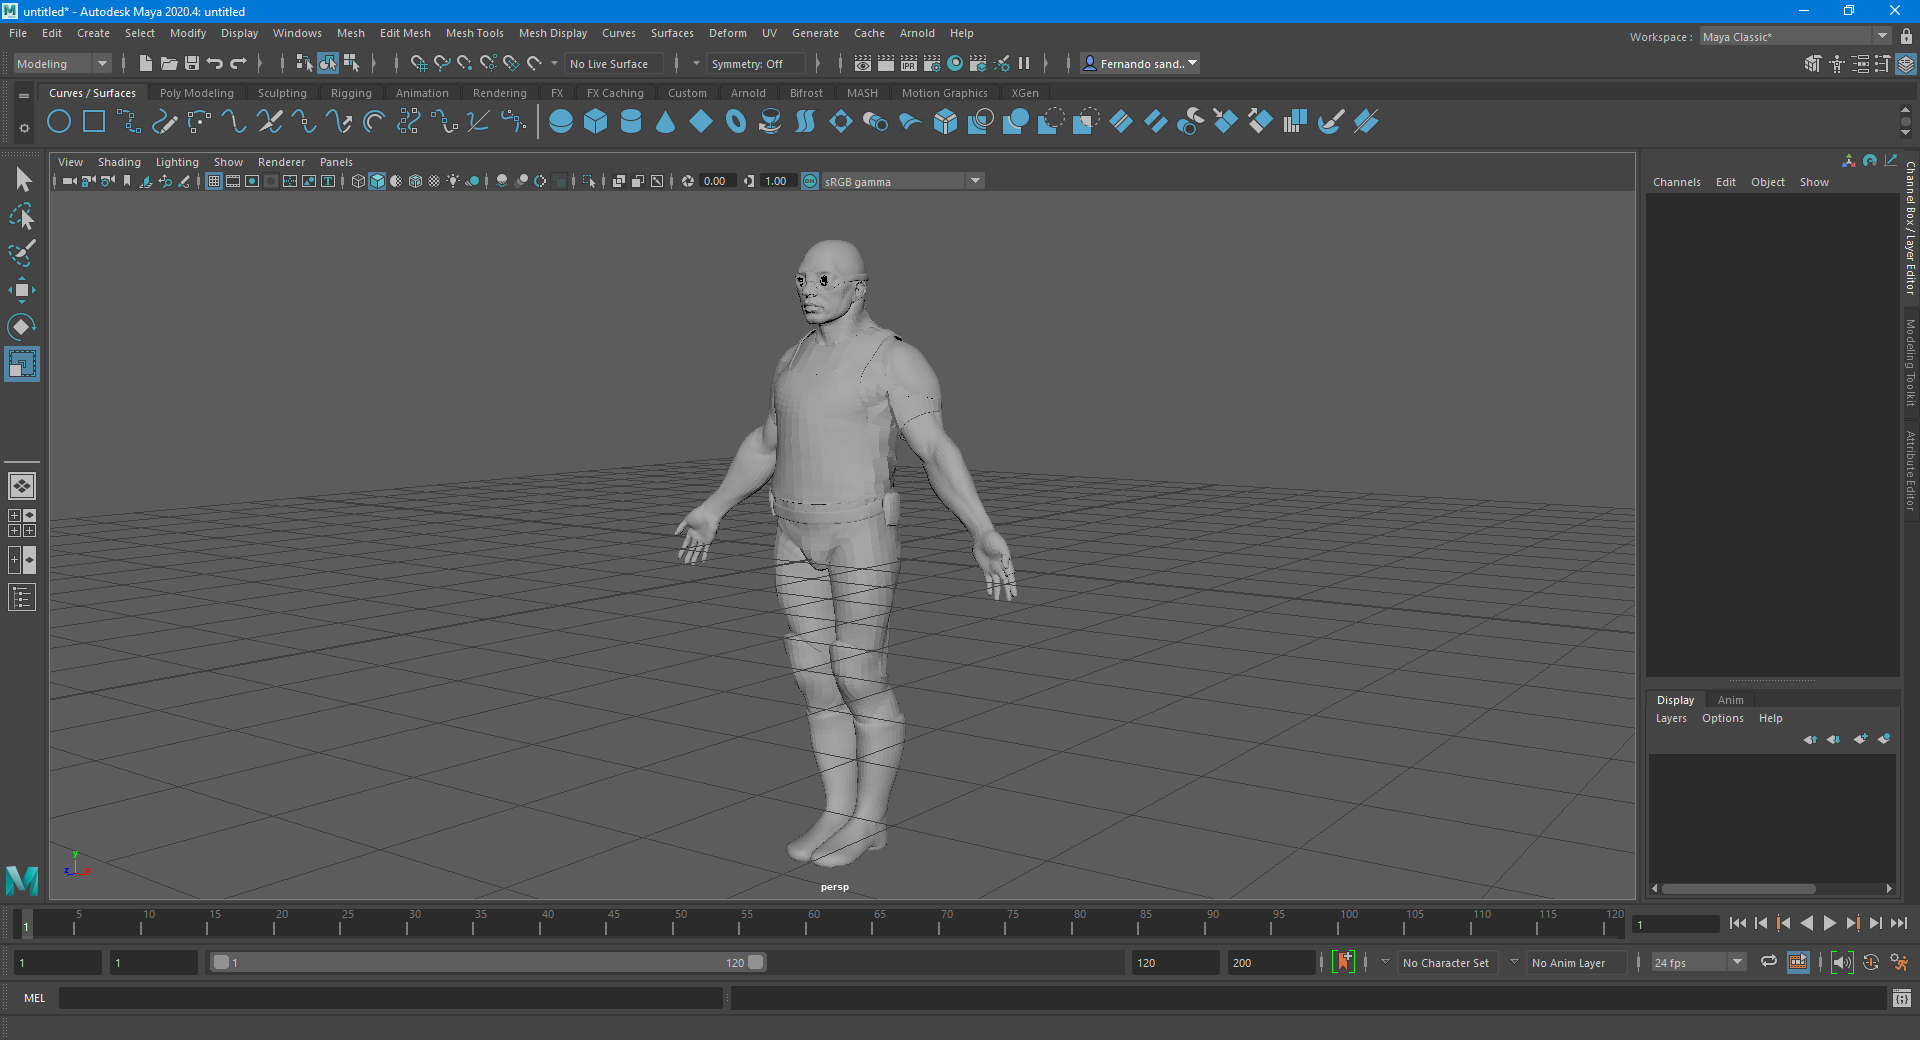 untitled* - Autodesk Maya 2020.4: untitled
File Edit Create Select Modify Display Windows Mesh Edit Mesh Mesh Tools Mesh Display Curves Surfaces Deform UV Generate Cache Arnold Help
Workspace : Maya Classic*
Modeling No Live Surface Symmetry: Off Fernando sand..
Curves / Surfaces Poly Modeling Sculpting Rigging Animation Rendering FX FX Caching Custom Arnold Bifrost MASH Motion Graphics XGen
View Shading Lighting Show Renderer Panels
0.00 1.00 ON sRGB gamma
Channels Edit Object Show
Channel Box / Layer Editor
Modeling Toolkit
Attribute Editor
Display Anim
Layers Options Help
y
z x
persp
5 10 15 20 25 30 35 40 45 50 55 60 65 70 75 80 85 90 95 100 105 110 115 120
1 1
1 1 1 120 120 200 No Character Set No Anim Layer 24 fps
MEL